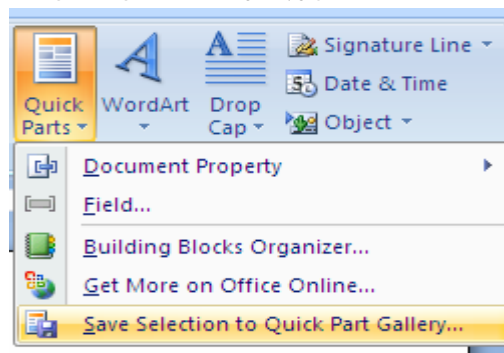 Quick Parts
WordArt
Drop Cap
Signature Line
Date & Time
Object
Document Property
Field...
Building Blocks Organizer...
Get More on Office Online...
Save Selection to Quick Part Gallery...